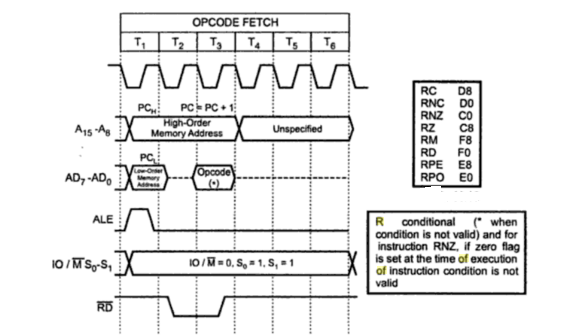 OPCODE FETCH
T1 T2 T3 T4 T5 T6
PCH PC = PC + 1
A15 -A8
High-Order
Memory Address
Unspecified
PCL
AD7 -AD0
Low-Order
Memory
Address
Opcode
(*)
ALE
IO / M̅ S0-S1
IO / M̅ = 0, S0 = 1, S1 = 1
R̅D̅
RC D8
RNC D0
RNZ C0
RZ C8
RM F8
RD F0
RPE E8
RPO E0
R conditional (* when
condition is not valid) and for
instruction RNZ, if zero flag
is set at the time of execution
of instruction condition is not
valid